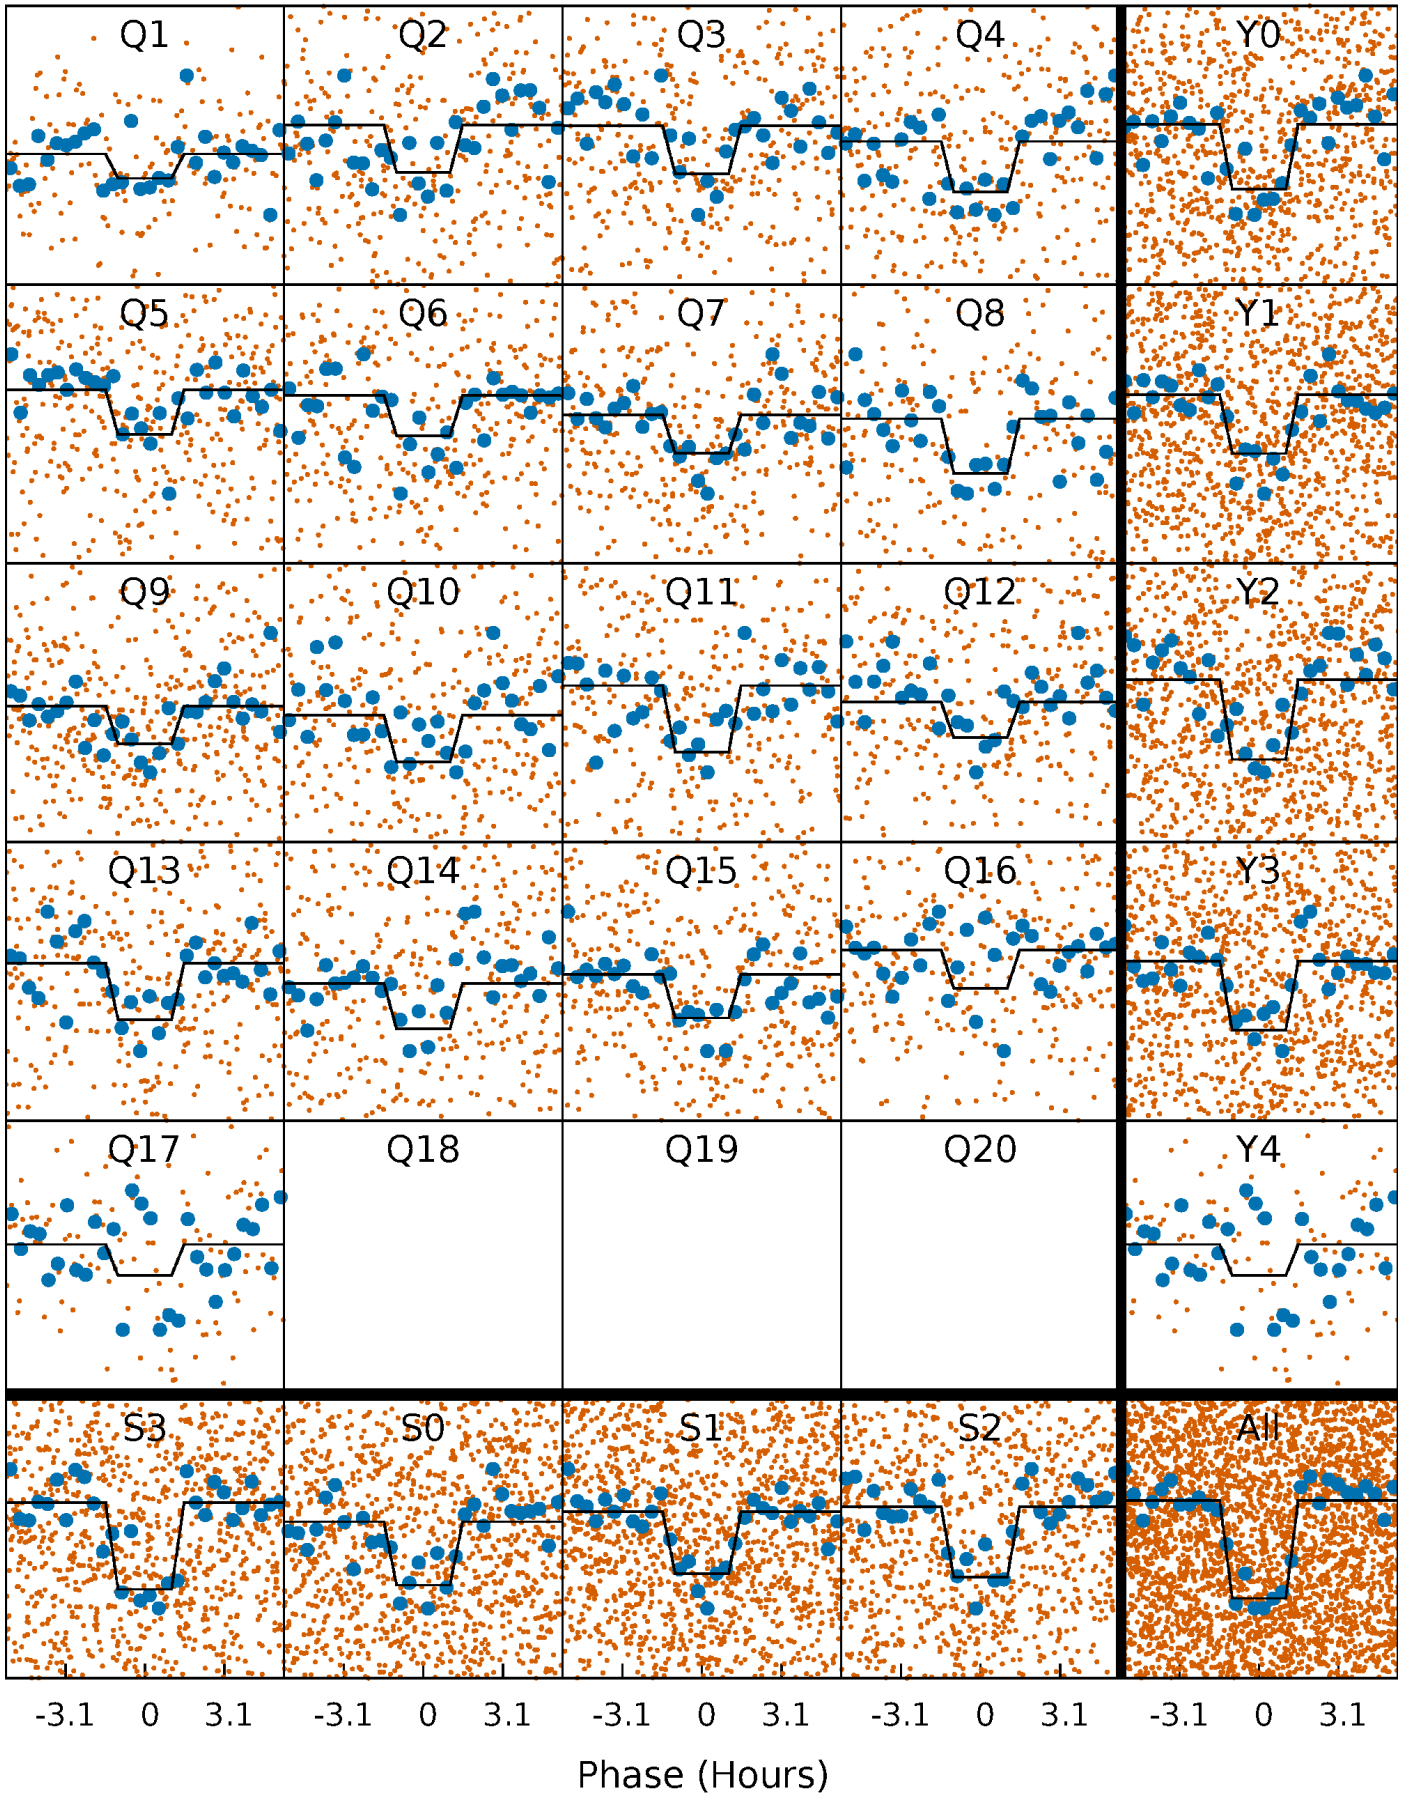 Q1 Q2 Q3 Q4 Y0
Q5 Q6 Q7 Q8 Y1
Q9 Q10 Q11 Q12 Y2
Q13 Q14 Q15 Q16 Y3
Q17 Q18 Q19 Q20 Y4
S3 S0 S1 S2 All
-3.1 0 3.1 -3.1 0 3.1 -3.1 0 3.1 -3.1 0 3.1 -3.1 0 3.1
Phase (Hours)